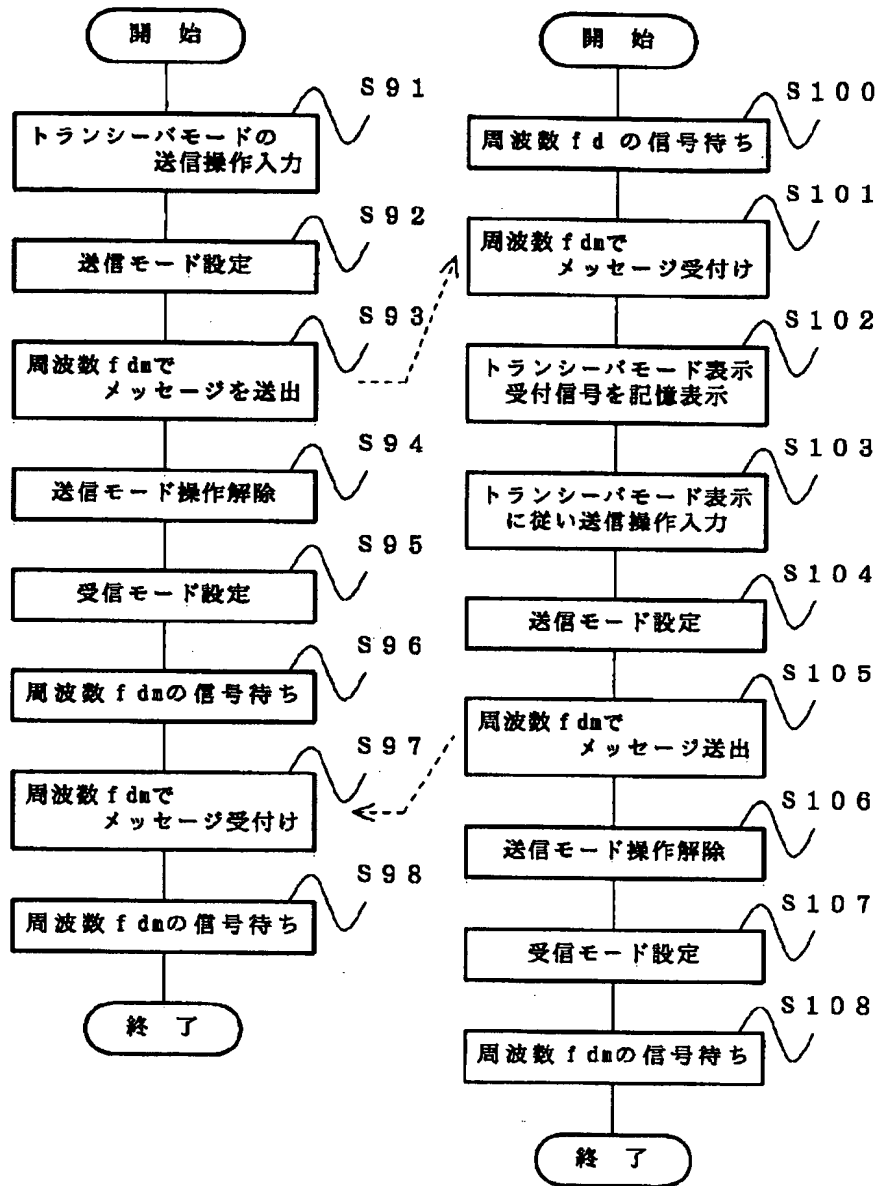 開 始
S91
トランシーバモードの
送信操作入力
S92
送信モード設定
S93
周波数fdmで
メッセージを送出
S94
送信モード操作解除
S95
受信モード設定
S96
周波数fdmの信号待ち
S97
周波数fdmで
メッセージ受付け
S98
周波数fdmの信号待ち
終 了
開 始
S100
周波数fdの信号待ち
S101
周波数fdmで
メッセージ受付け
S102
トランシーバモード表示
受付信号を記憶表示
S103
トランシーバモード表示
に従い送信操作入力
S104
送信モード設定
S105
周波数fdmで
メッセージ送出
S106
送信モード操作解除
S107
受信モード設定
S108
周波数fdmの信号待ち
終 了